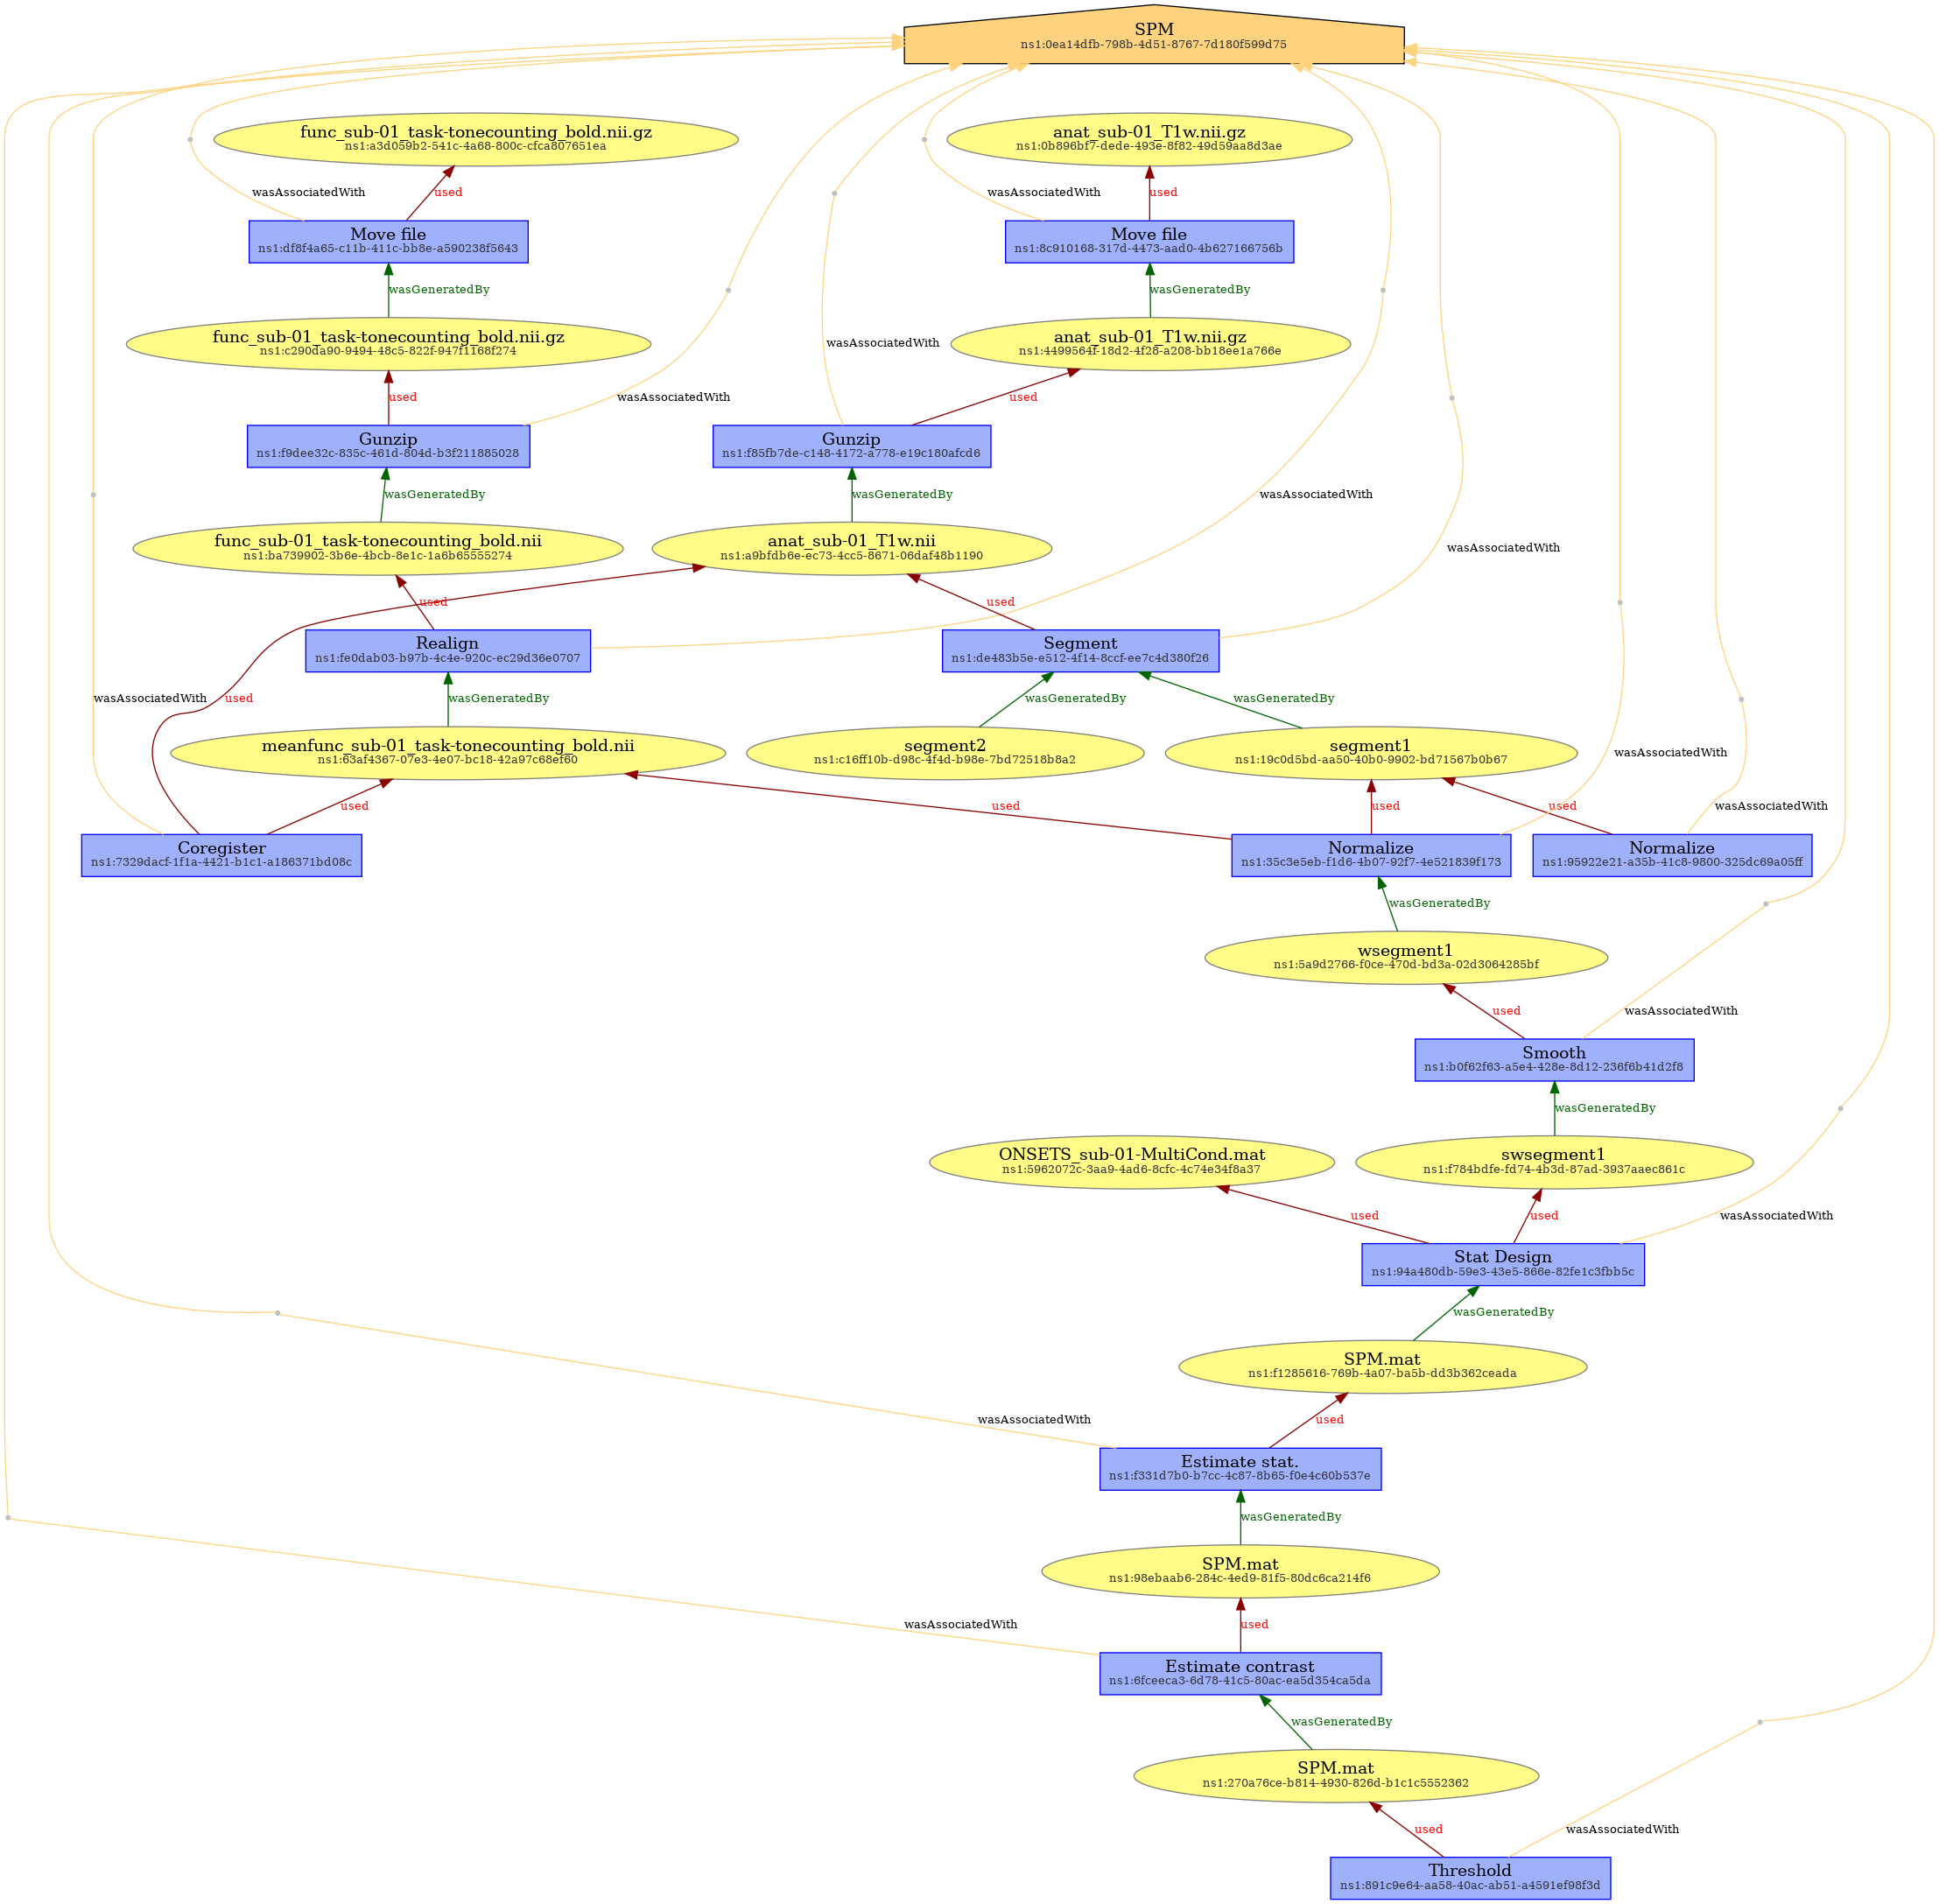 SPM
ns1:0ea14dfb-798b-4d51-8767-7d180f599d75
func_sub-01_task-tonecounting_bold.nii.gz
ns1:a3d059b2-541c-4a68-800c-cfca807651ea
anat_sub-01_T1w.nii.gz
ns1:0b896bf7-dede-493e-8f82-49d59aa8d3ae
wasAssociatedWith
used
wasAssociatedWith
used
Move file
ns1:df8f4a65-c11b-411c-bb8e-a590238f5643
Move file
ns1:8c910168-317d-4473-aad0-4b627166756b
wasGeneratedBy
wasGeneratedBy
func_sub-01_task-tonecounting_bold.nii.gz
ns1:c290da90-9494-48c5-822f-947f1168f274
wasAssociatedWith
anat_sub-01_T1w.nii.gz
ns1:4499564f-18d2-4f28-a208-bb18ee1a766e
used
wasAssociatedWith
used
Gunzip
ns1:f9dee32c-835c-461d-804d-b3f211885028
Gunzip
ns1:f85fb7de-c148-4172-a778-e19c180afcd6
wasGeneratedBy
wasGeneratedBy
wasAssociatedWith
func_sub-01_task-tonecounting_bold.nii
ns1:ba739902-3b6e-4bcb-8e1c-1a6b65555274
anat_sub-01_T1w.nii
ns1:a9bfdb6e-ec73-4cc5-8671-06daf48b1190
wasAssociatedWith
used
used
Realign
ns1:fe0dab03-b97b-4c4e-920c-ec29d36e0707
Segment
ns1:de483b5e-e512-4f14-8ccf-ee7c4d380f26
wasAssociatedWith
used
wasGeneratedBy
wasGeneratedBy
wasGeneratedBy
meanfunc_sub-01_task-tonecounting_bold.nii
ns1:63af4367-07e3-4e07-bc18-42a97c68ef60
segment2
ns1:c16ff10b-d98c-4f4d-b98e-7bd72518b8a2
segment1
ns1:19c0d5bd-aa50-40b0-9902-bd71567b0b67
wasAssociatedWith
used
used
used
used
wasAssociatedWith
Coregister
ns1:7329dacf-1f1a-4421-b1c1-a186371bd08c
Normalize
ns1:35c3e5eb-f1d6-4b07-92f7-4e521839f173
Normalize
ns1:95922e21-a35b-41c8-9800-325dc69a05ff
wasGeneratedBy
wsegment1
ns1:5a9d2766-f0ce-470d-bd3a-02d3064285bf
used
wasAssociatedWith
Smooth
ns1:b0f62f63-a5e4-428e-8d12-236f6b41d2f8
wasGeneratedBy
ONSETS_sub-01-MultiCond.mat
ns1:5962072c-3aa9-4ad6-8cfc-4c74e34f8a37
swsegment1
ns1:f784bdfe-fd74-4b3d-87ad-3937aaec861c
used
used
wasAssociatedWith
Stat Design
ns1:94a480db-59e3-43e5-866e-82fe1c3fbb5c
wasGeneratedBy
SPM.mat
ns1:f1285616-769b-4a07-ba5b-dd3b362ceada
wasAssociatedWith
used
Estimate stat.
ns1:f331d7b0-b7cc-4c87-8b65-f0e4c60b537e
wasGeneratedBy
SPM.mat
ns1:98ebaab6-284c-4ed9-81f5-80dc6ca214f6
wasAssociatedWith
used
Estimate contrast
ns1:6fceeca3-6d78-41c5-80ac-ea5d354ca5da
wasGeneratedBy
SPM.mat
ns1:270a76ce-b814-4930-826d-b1c1c5552362
used
wasAssociatedWith
Threshold
ns1:891c9e64-aa58-40ac-ab51-a4591ef98f3d